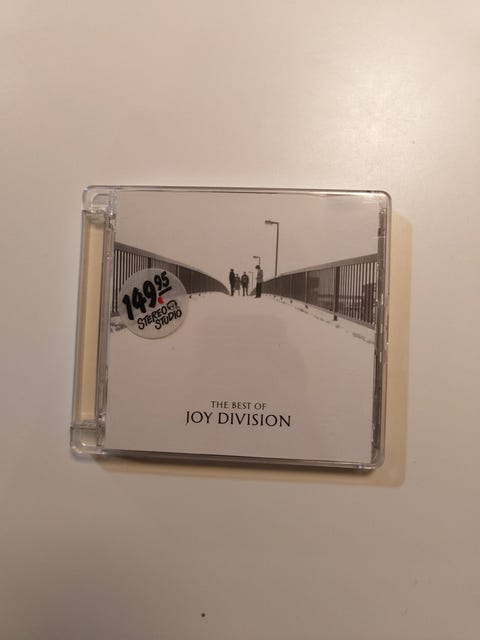 149.95
STEREO
STUDIO
THE BEST OF
JOY DIVISION